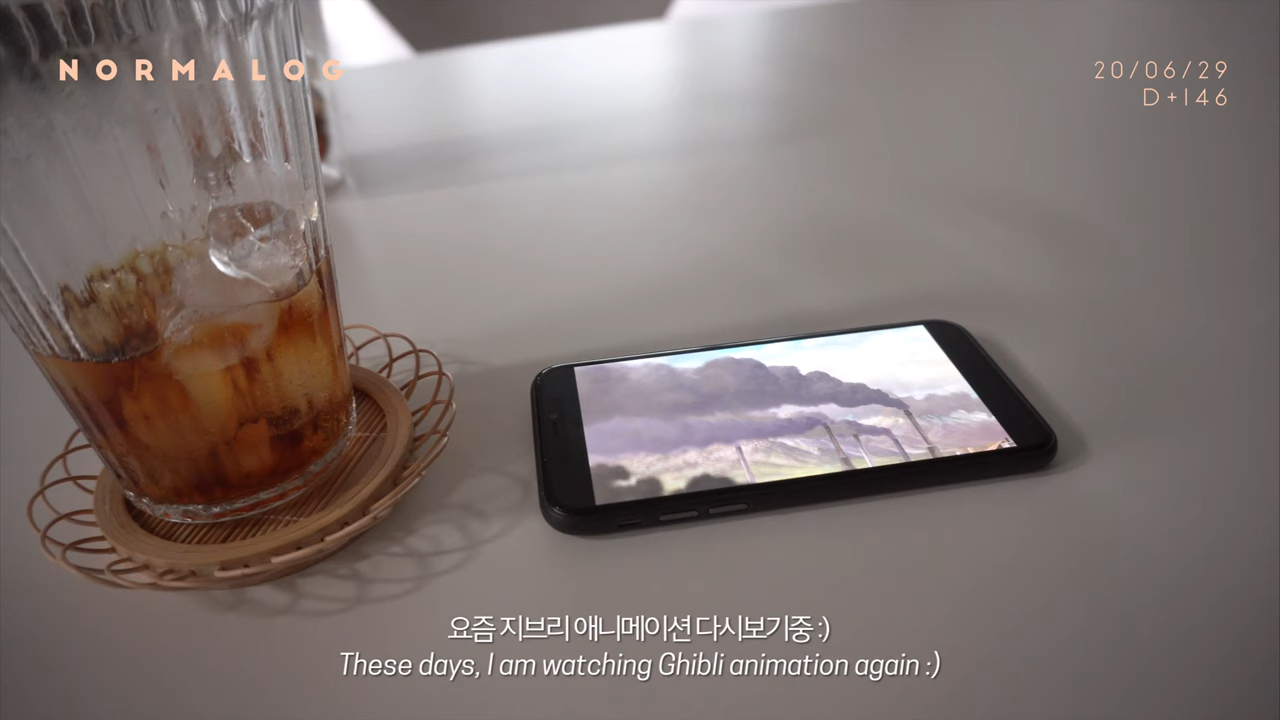 NORMALOG
20/06/29
D+146
요즘 지브리 애니메이션 다시보기중 :)
These days, I am watching Ghibli animation again :)